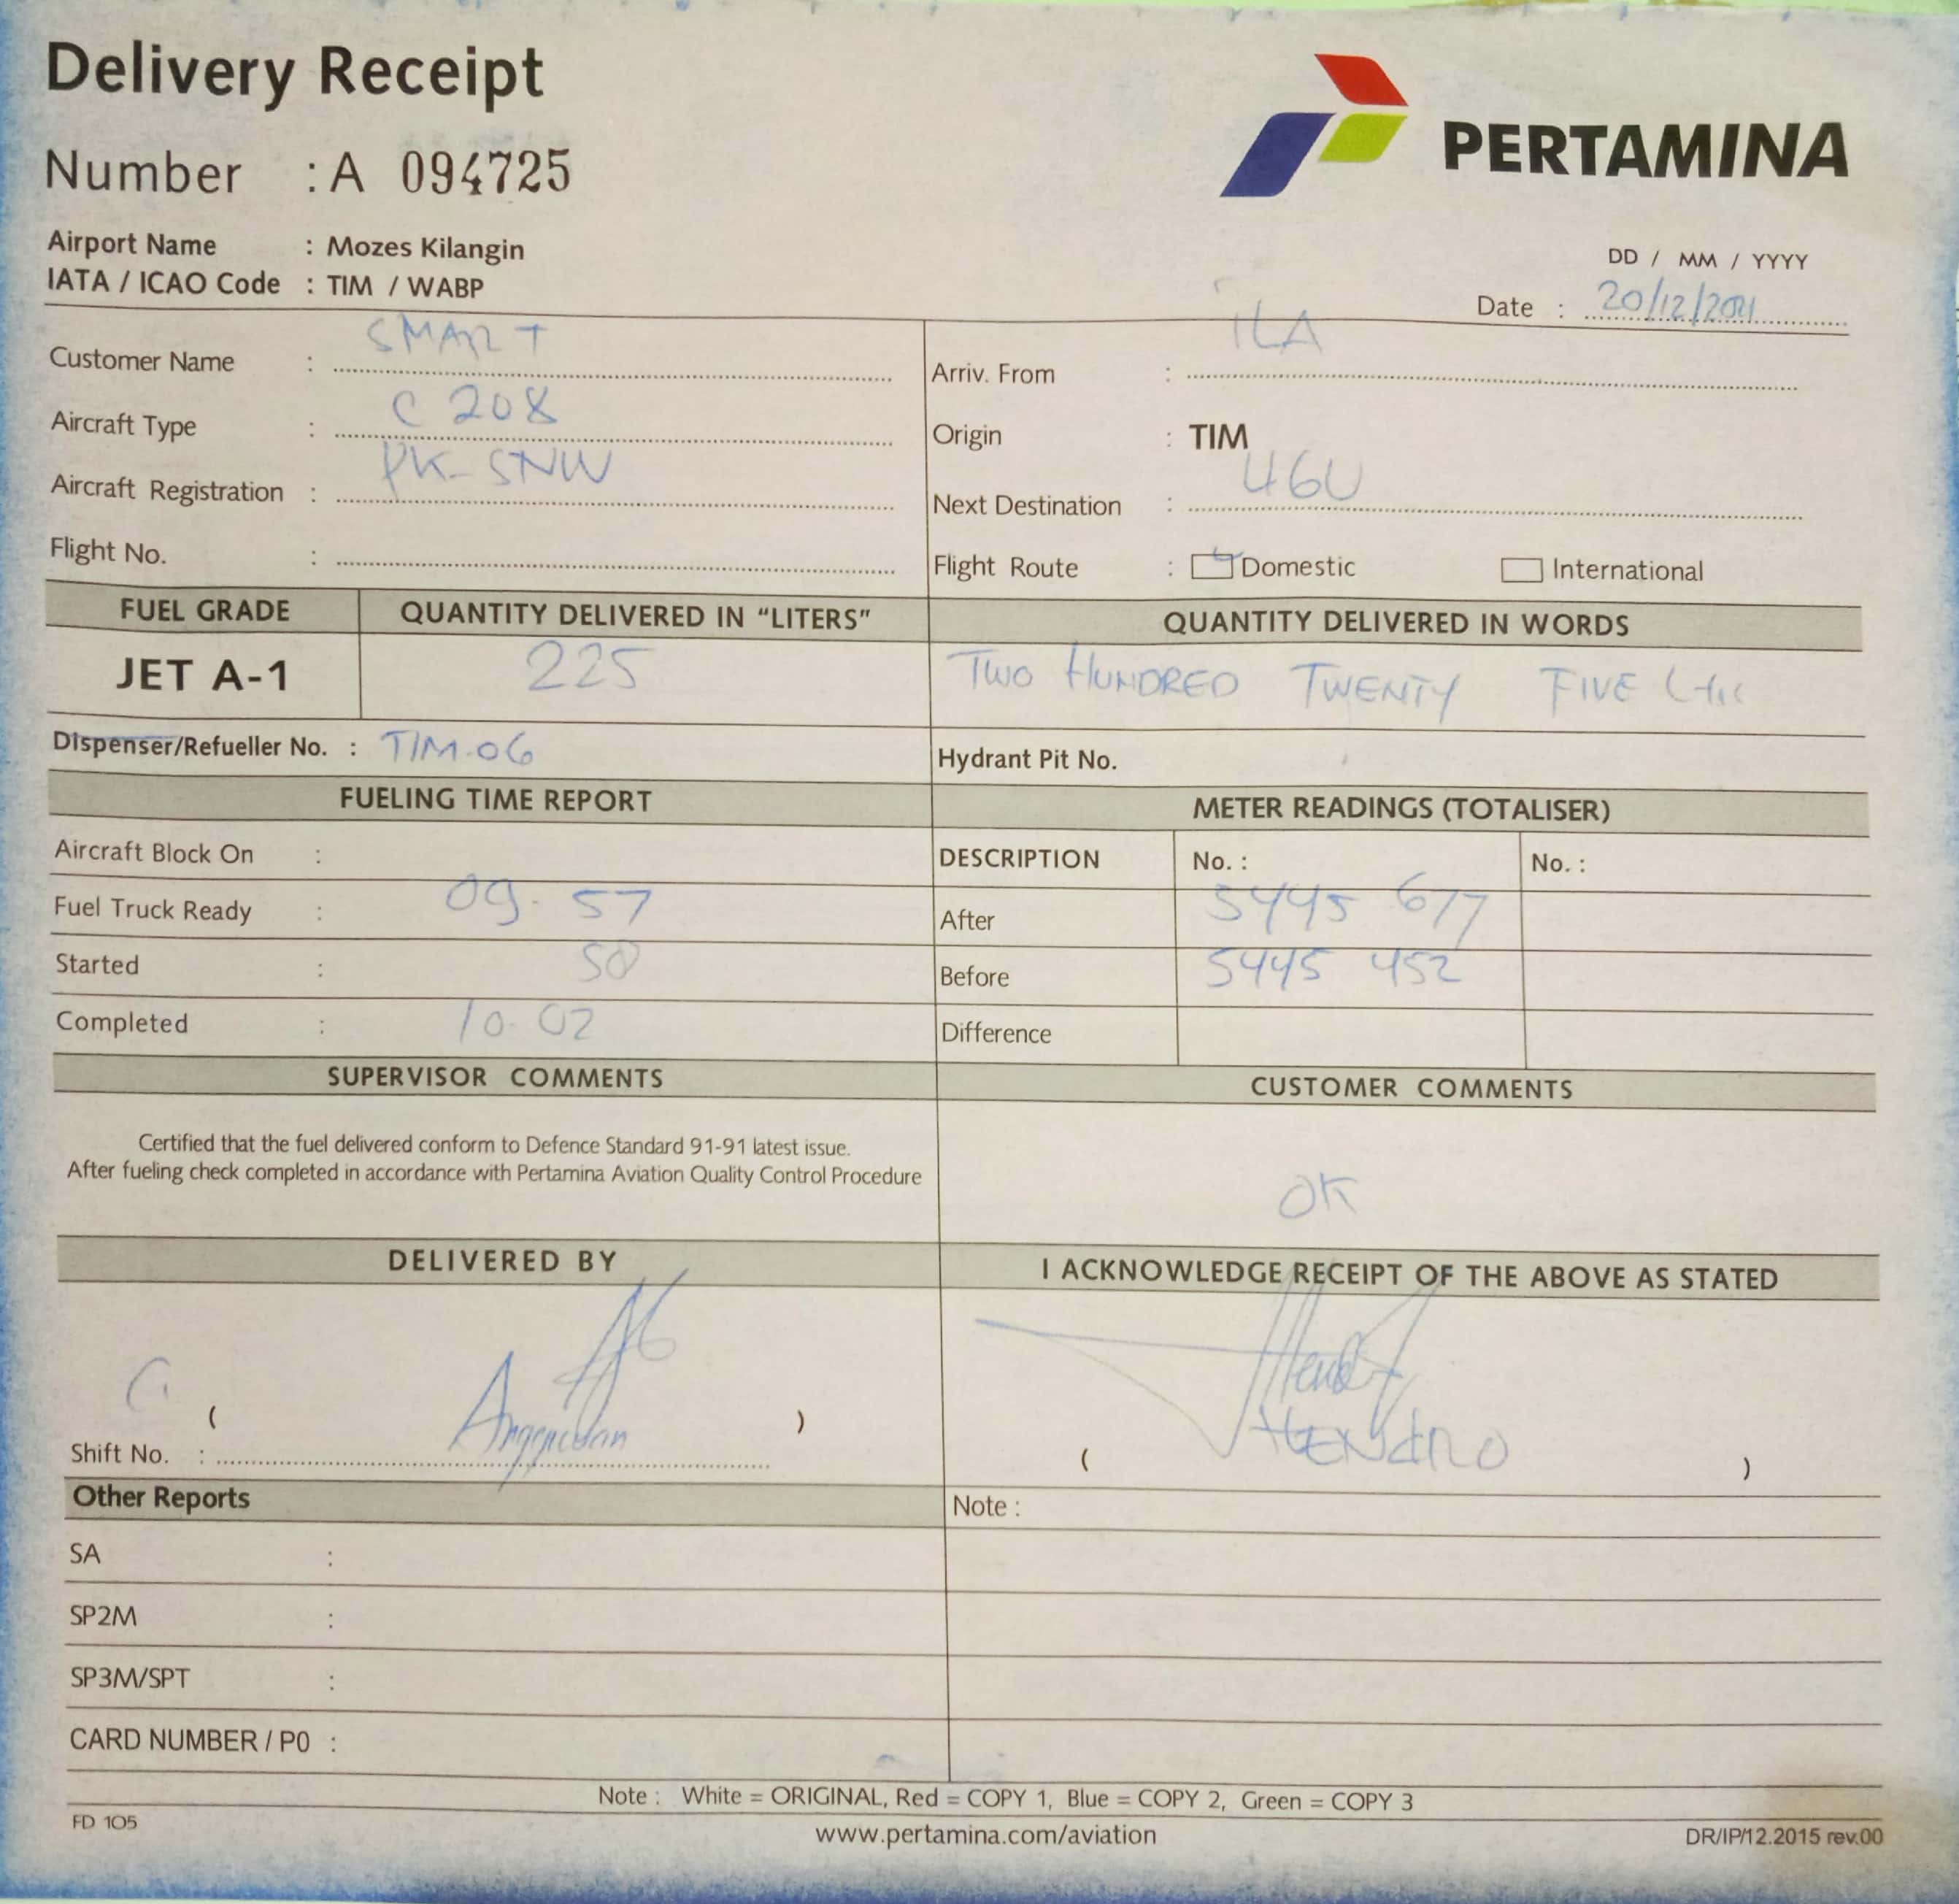 Delivery Receipt
PERTAMINA
Number : A 094725
Airport Name : Mozes Kilangin
IATA / ICAO Code : TIM / WABP
DD / MM / YYYY
Date : 20/12/2021
Customer Name : SMART
Aircraft Type : C 208
Aircraft Registration : PK-SNW
Flight No. :
Arriv. From : ILA
Origin : TIM
Next Destination : UGU
Flight Route : Domestic International
FUEL GRADE QUANTITY DELIVERED IN "LITERS" QUANTITY DELIVERED IN WORDS
JET A-1 225 TWO HUNDRED TWENTY FIVE
Dispenser/Refueller No. : TIM-06 Hydrant Pit No.
FUELING TIME REPORT METER READINGS (TOTALISER)
Aircraft Block On : DESCRIPTION No. : No. :
Fuel Truck Ready : 09.57 After 5445 677
Started : 58 Before 5445 452
Completed : 10.02 Difference
SUPERVISOR COMMENTS CUSTOMER COMMENTS
Certified that the fuel delivered conform to Defence Standard 91-91 latest issue.
After fueling check completed in accordance with Pertamina Aviation Quality Control Procedure
OK
DELIVERED BY I ACKNOWLEDGE RECEIPT OF THE ABOVE AS STATED
( )
Shift No. :
( HENDRO )
Other Reports Note :
SA :
SP2M :
SP3M/SPT :
CARD NUMBER / P0 :
Note : White = ORIGINAL, Red = COPY 1, Blue = COPY 2, Green = COPY 3
FD 105 www.pertamina.com/aviation DR/IP/12.2015 rev.00